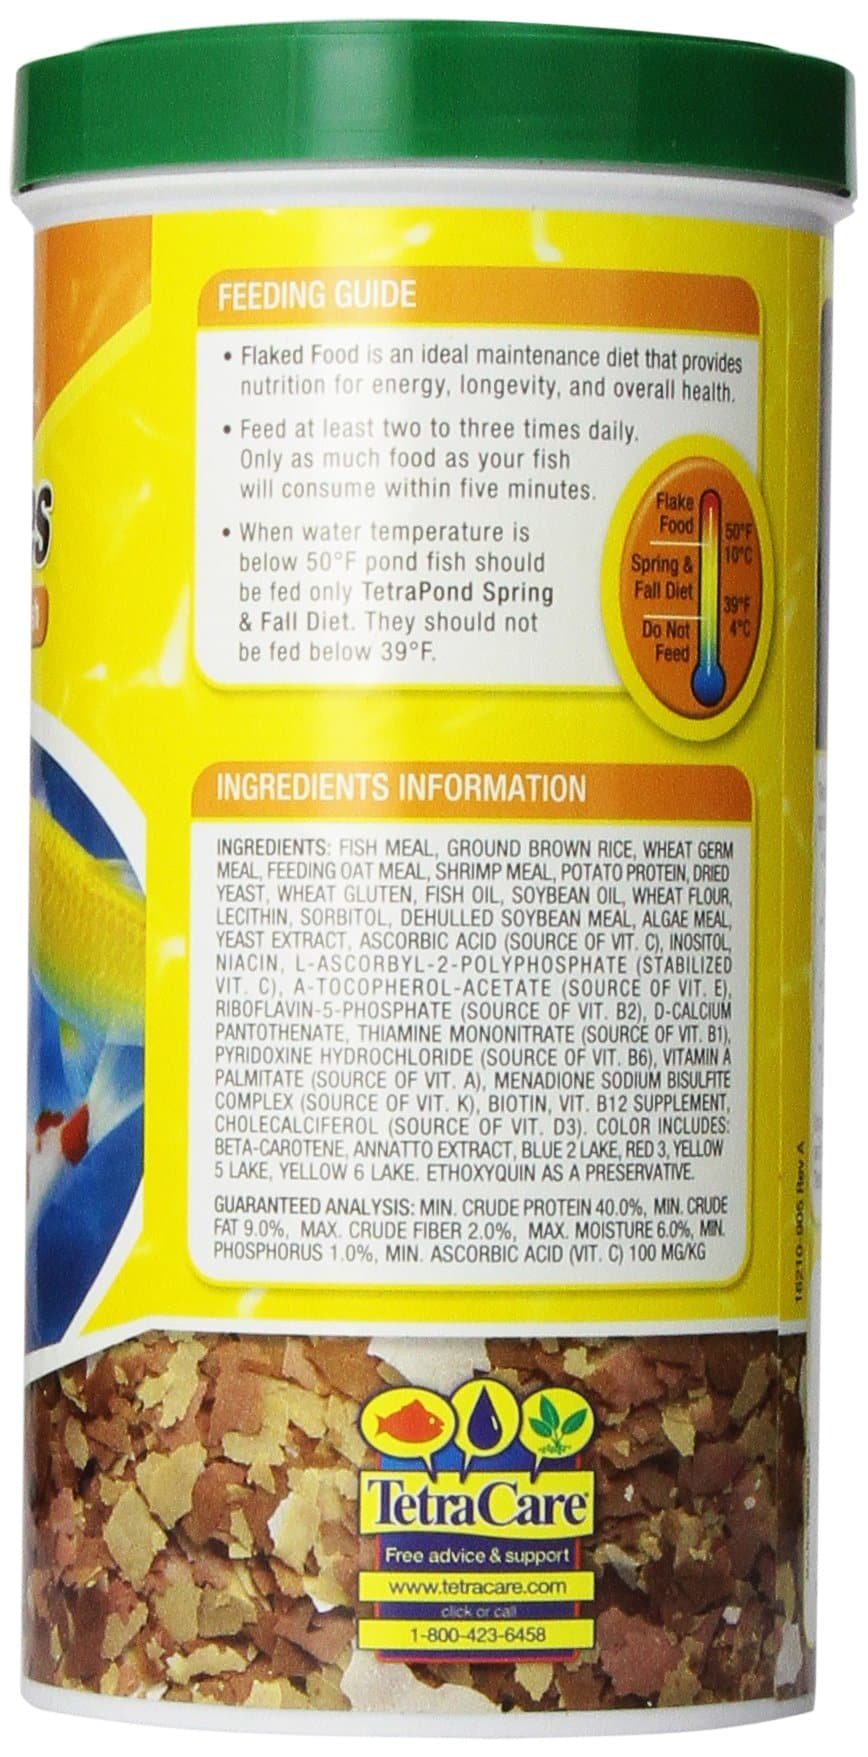 FEEDING GUIDE
• Flaked Food is an ideal maintenance diet that provides
nutrition for energy, longevity, and overall health.
• Feed at least two to three times daily.
Only as much food as your fish
will consume within five minutes.
• When water temperature is
below 50°F pond fish should
be fed only TetraPond Spring
& Fall Diet. They should not
be fed below 39°F.
Flake
Food
50°F
10°C
Spring &
Fall Diet
39°F
4°C
Do Not
Feed
INGREDIENTS INFORMATION
INGREDIENTS: FISH MEAL, GROUND BROWN RICE, WHEAT GERM
MEAL, FEEDING OAT MEAL, SHRIMP MEAL, POTATO PROTEIN, DRIED
YEAST, WHEAT GLUTEN, FISH OIL, SOYBEAN OIL, WHEAT FLOUR,
LECITHIN, SORBITOL, DEHULLED SOYBEAN MEAL, ALGAE MEAL,
YEAST EXTRACT, ASCORBIC ACID (SOURCE OF VIT. C), INOSITOL,
NIACIN, L-ASCORBYL-2-POLYPHOSPHATE (STABILIZED
VIT. C), A-TOCOPHEROL-ACETATE (SOURCE OF VIT. E),
RIBOFLAVIN-5-PHOSPHATE (SOURCE OF VIT. B2), D-CALCIUM
PANTOTHENATE, THIAMINE MONONITRATE (SOURCE OF VIT. B1),
PYRIDOXINE HYDROCHLORIDE (SOURCE OF VIT. B6), VITAMIN A
PALMITATE (SOURCE OF VIT. A), MENADIONE SODIUM BISULFITE
COMPLEX (SOURCE OF VIT. K), BIOTIN, VIT. B12 SUPPLEMENT,
CHOLECALCIFEROL (SOURCE OF VIT. D3). COLOR INCLUDES:
BETA-CAROTENE, ANNATTO EXTRACT, BLUE 2 LAKE, RED 3, YELLOW
5 LAKE, YELLOW 6 LAKE. ETHOXYQUIN AS A PRESERVATIVE.
GUARANTEED ANALYSIS: MIN. CRUDE PROTEIN 40.0%, MIN. CRUDE
FAT 9.0%, MAX. CRUDE FIBER 2.0%, MAX. MOISTURE 6.0%, MIN.
PHOSPHORUS 1.0%, MIN. ASCORBIC ACID (VIT. C) 100 MG/KG
16210-905 Rev A
TetraCare
Free advice & support
www.tetracare.com
click or call
1-800-423-6458